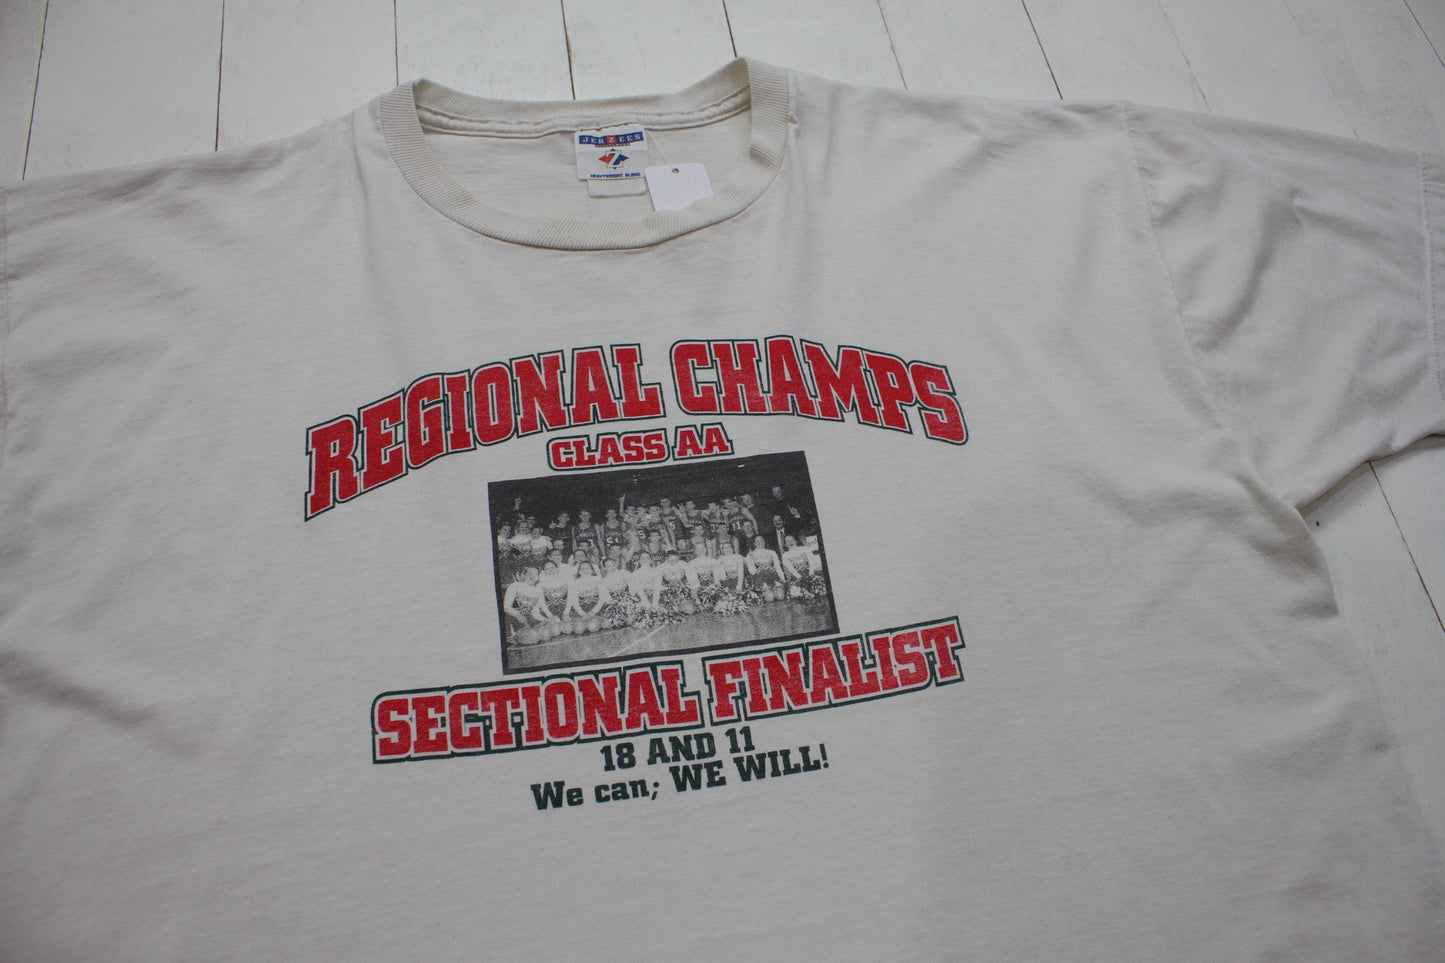 JERZEES
HEAVYWEIGHT BLEND
REGIONAL CHAMPS
CLASS AA
SECTIONAL FINALIST
18 AND 11
We can; WE WILL!